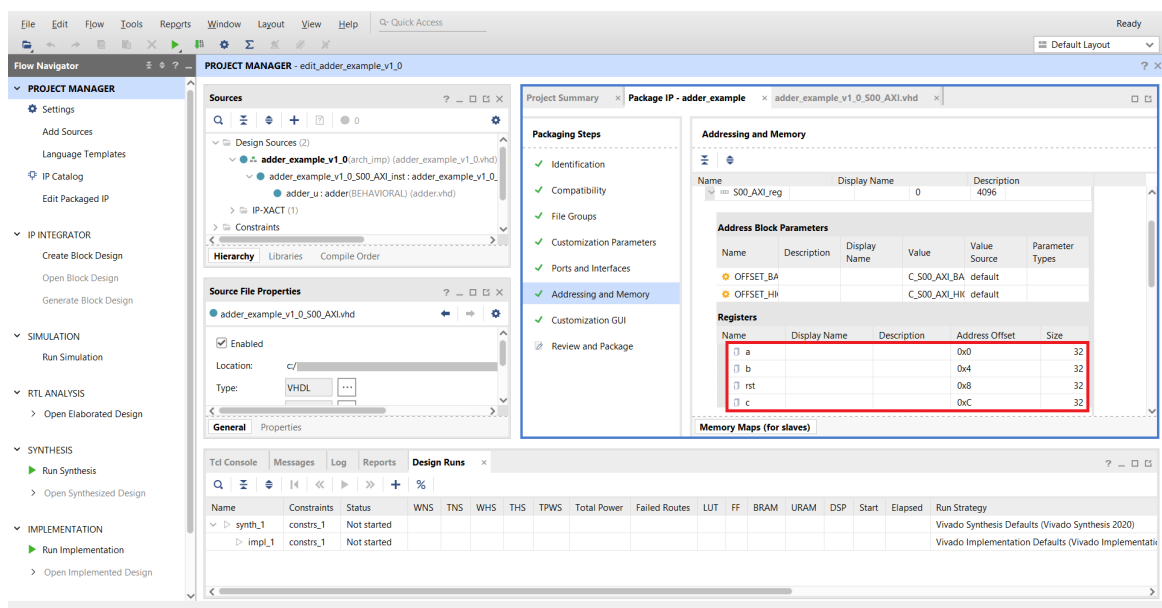 File Edit Flow Tools Reports Window Layout View Help Q- Quick Access Ready
Default Layout
Flow Navigator
PROJECT MANAGER
Settings
Add Sources
Language Templates
IP Catalog
Edit Packaged IP
IP INTEGRATOR
Create Block Design
Open Block Design
Generate Block Design
SIMULATION
Run Simulation
RTL ANALYSIS
Open Elaborated Design
SYNTHESIS
Run Synthesis
Open Synthesized Design
IMPLEMENTATION
Run Implementation
Open Implemented Design
PROJECT MANAGER - edit_adder_example_v1_0
Sources
0
Design Sources (2)
adder_example_v1_0(arch_imp) (adder_example_v1_0.vhd)
adder_example_v1_0_S00_AXI_inst : adder_example_v1_0_
adder_u : adder(BEHAVIORAL) (adder.vhd)
IP-XACT (1)
Constraints
Hierarchy Libraries Compile Order
Source File Properties
adder_example_v1_0_S00_AXI.vhd
Enabled
Location: c:/
Type: VHDL ...
General Properties
Project Summary Package IP - adder_example adder_example_v1_0_S00_AXI.vhd
Packaging Steps
Identification
Compatibility
File Groups
Customization Parameters
Ports and Interfaces
Addressing and Memory
Customization GUI
Review and Package
Addressing and Memory
Name Display Name Description
S00_AXI_reg 0 4096
Address Block Parameters
Name Description Display Name Value Value Source Parameter Types
OFFSET_BA C_S00_AXI_BA default
OFFSET_HI C_S00_AXI_HI default
Registers
Name Display Name Description Address Offset Size
a 0x0 32
b 0x4 32
rst 0x8 32
c 0xC 32
Memory Maps (for slaves)
Tcl Console Messages Log Reports Design Runs
Name Constraints Status WNS TNS WHS THS TPWS Total Power Failed Routes LUT FF BRAM URAM DSP Start Elapsed Run Strategy
synth_1 constrs_1 Not started Vivado Synthesis Defaults (Vivado Synthesis 2020)
impl_1 constrs_1 Not started Vivado Implementation Defaults (Vivado Implementatio